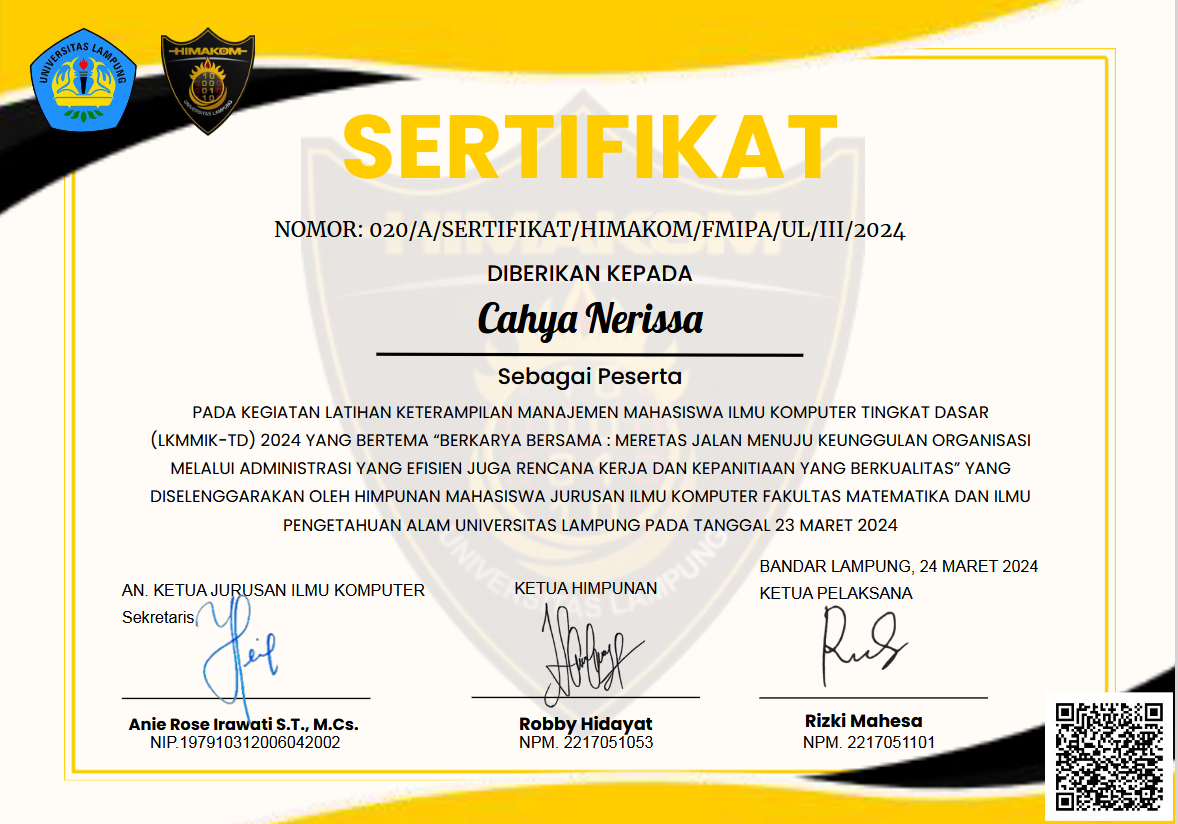 UNIVERSITAS LAMPUNG
HIMAKOM
UNIVERSITAS LAMPUNG
SERTIFIKAT
NOMOR: 020/A/SERTIFIKAT/HIMAKOM/FMIPA/UL/III/2024
DIBERIKAN KEPADA
Cahya Nerissa
Sebagai Peserta
PADA KEGIATAN LATIHAN KETERAMPILAN MANAJEMEN MAHASISWA ILMU KOMPUTER TINGKAT DASAR
(LKMMIK-TD) 2024 YANG BERTEMA “BERKARYA BERSAMA : MERETAS JALAN MENUJU KEUNGGULAN ORGANISASI
MELALUI ADMINISTRASI YANG EFISIEN JUGA RENCANA KERJA DAN KEPANITIAAN YANG BERKUALITAS” YANG
DISELENGGARAKAN OLEH HIMPUNAN MAHASISWA JURUSAN ILMU KOMPUTER FAKULTAS MATEMATIKA DAN ILMU
PENGETAHUAN ALAM UNIVERSITAS LAMPUNG PADA TANGGAL 23 MARET 2024
AN. KETUA JURUSAN ILMU KOMPUTER
Sekretaris,
Anie Rose Irawati S.T., M.Cs.
NIP.197910312006042002
KETUA HIMPUNAN
Robby Hidayat
NPM. 2217051053
BANDAR LAMPUNG, 24 MARET 2024
KETUA PELAKSANA
Rizki Mahesa
NPM. 2217051101
HIMAKOM
UNIVERSITAS LAMPUNG